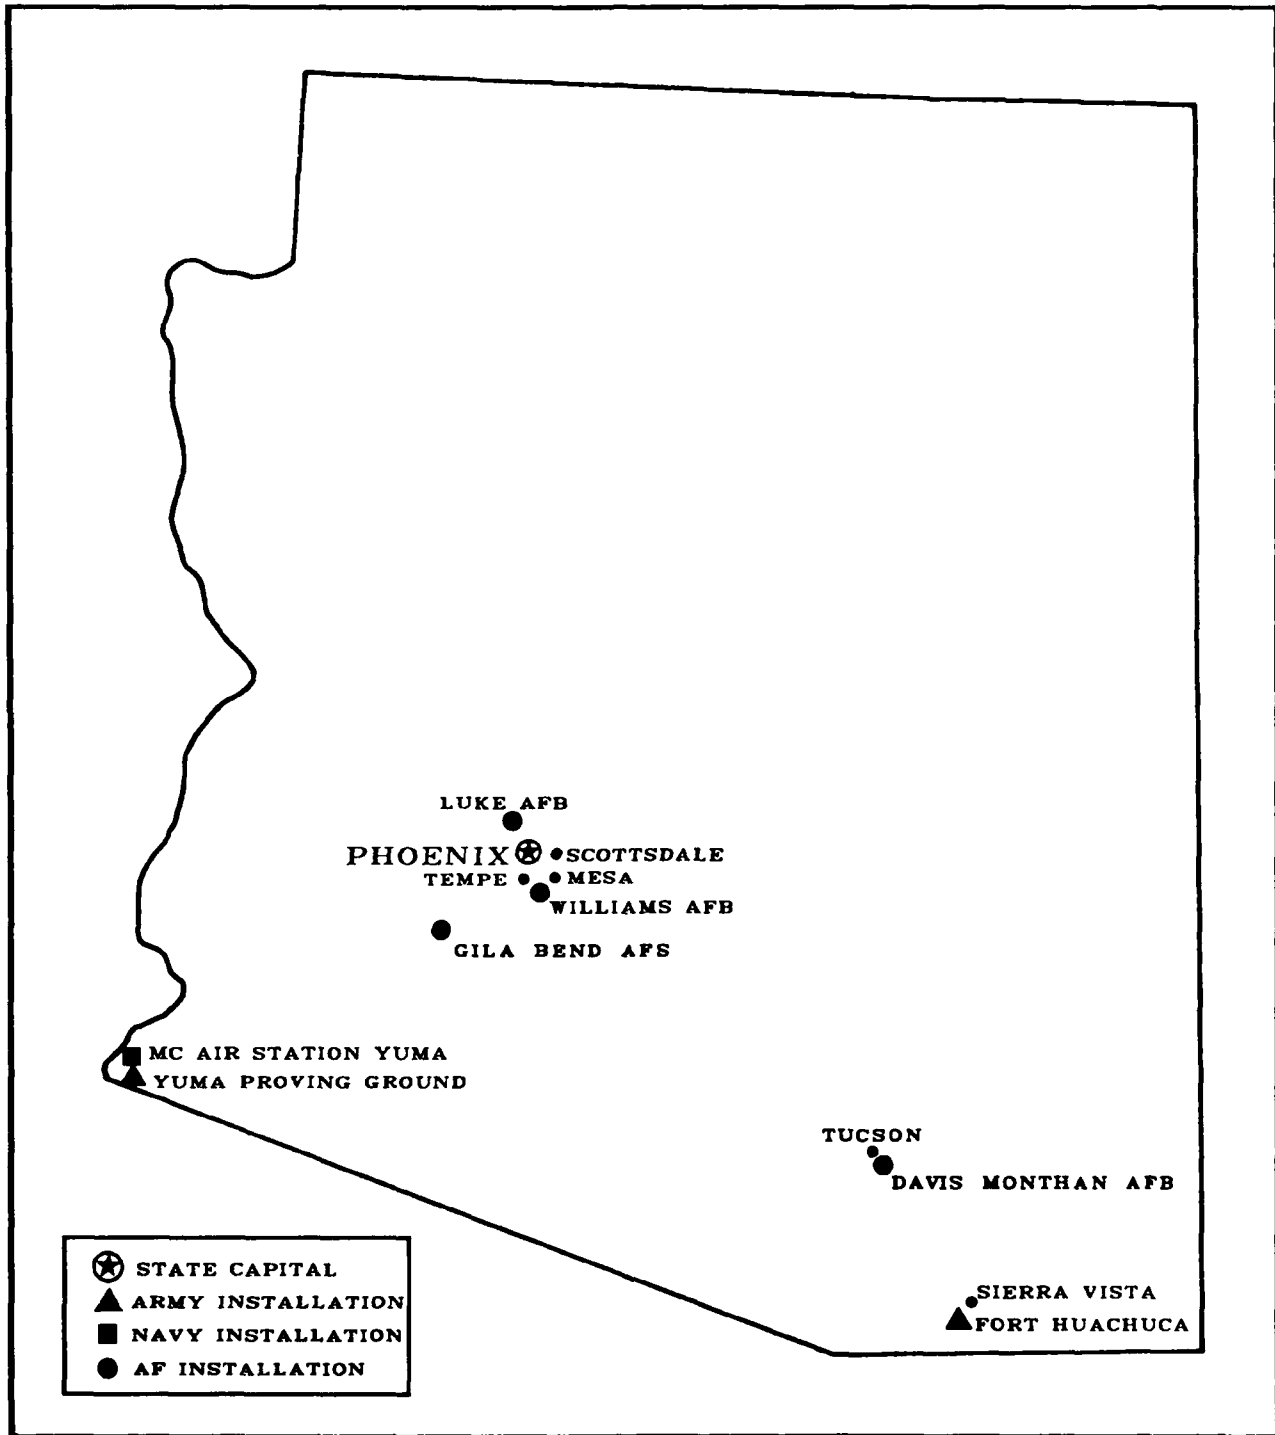 LUKE AFB
PHOENIX
SCOTTSDALE
TEMPE
MESA
WILLIAMS AFB
GILA BEND AFS
MC AIR STATION YUMA
YUMA PROVING GROUND
TUCSON
DAVIS MONTHAN AFB
SIERRA VISTA
FORT HUACHUCA
STATE CAPITAL
ARMY INSTALLATION
NAVY INSTALLATION
AF INSTALLATION